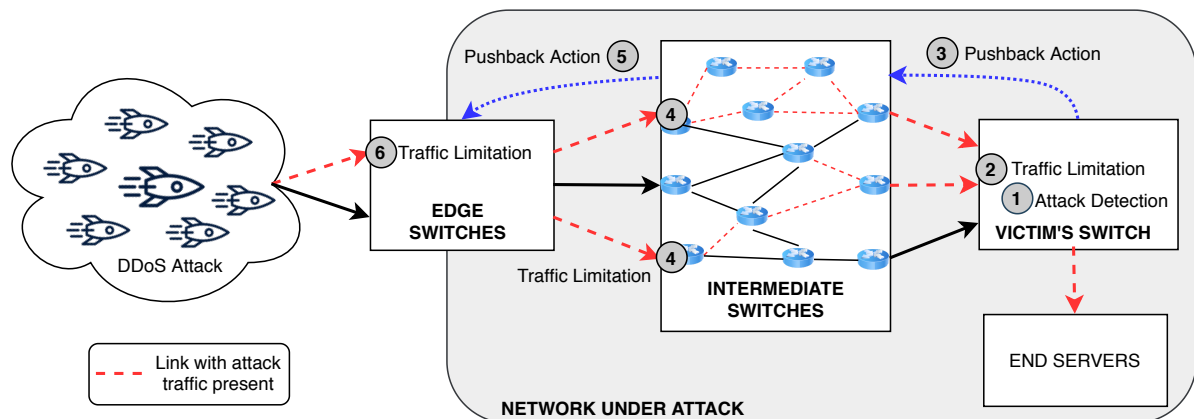 Pushback Action 5
3 Pushback Action
4
6 Traffic Limitation
2 Traffic Limitation
1 Attack Detection
EDGE
SWITCHES
VICTIM'S SWITCH
DDoS Attack
4
Traffic Limitation
INTERMEDIATE
SWITCHES
Link with attack
traffic present
END SERVERS
NETWORK UNDER ATTACK